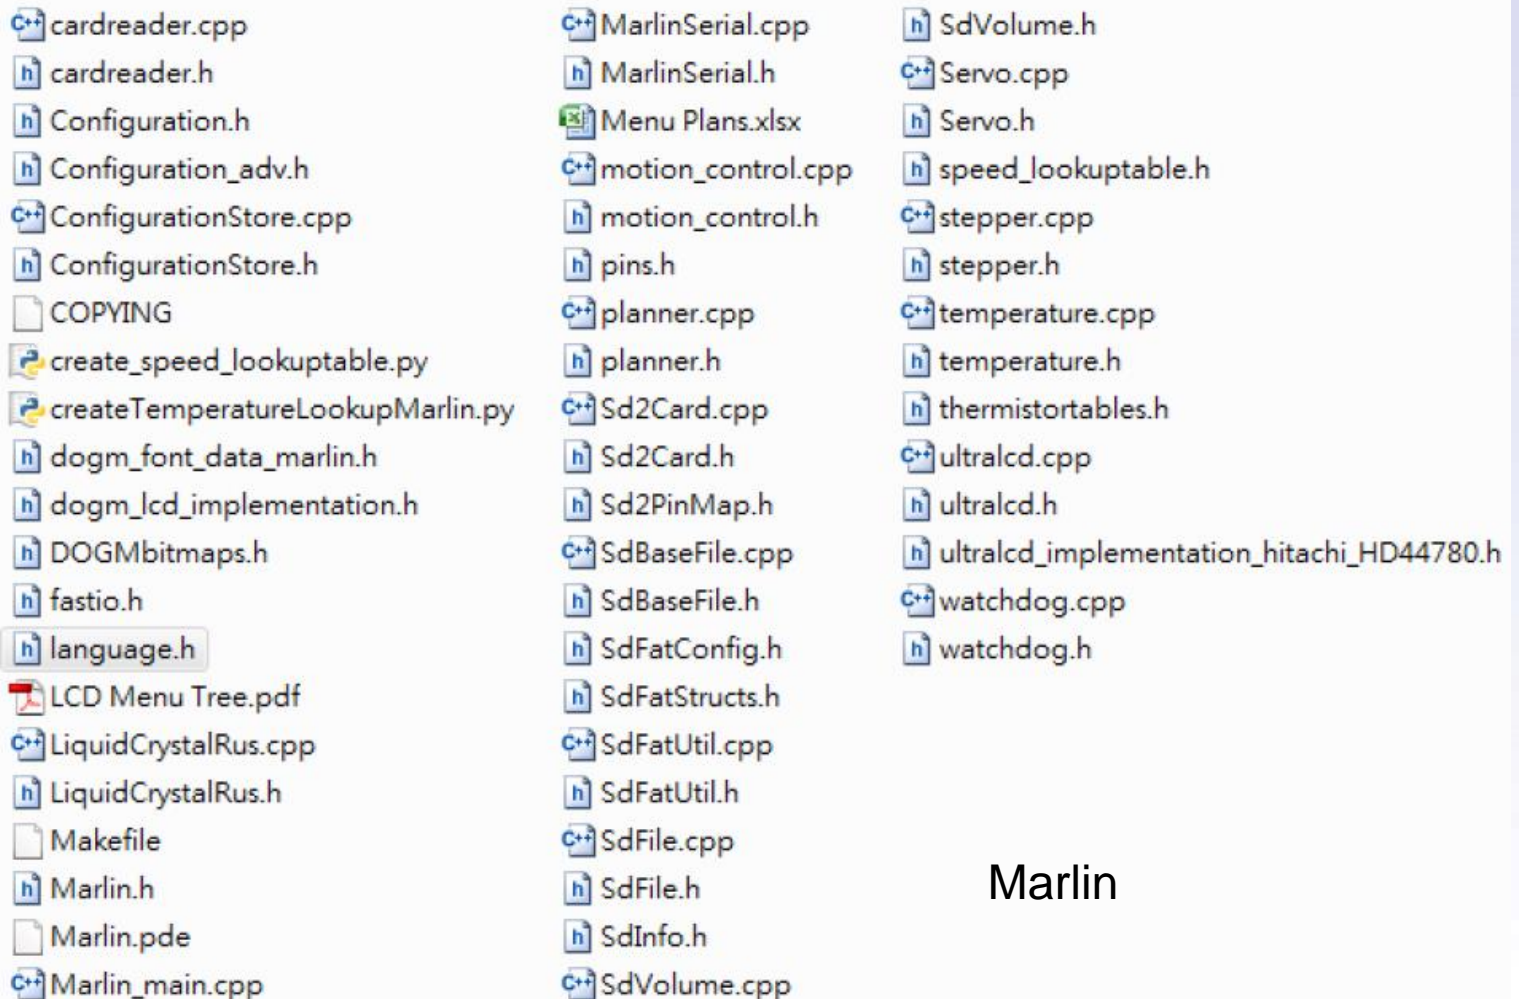 cardreader.cpp
cardreader.h
Configuration.h
Configuration_adv.h
ConfigurationStore.cpp
ConfigurationStore.h
COPYING
create_speed_lookuptable.py
createTemperatureLookupMarlin.py
dogm_font_data_marlin.h
dogm_lcd_implementation.h
DOGMbitmaps.h
fastio.h
language.h
LCD Menu Tree.pdf
LiquidCrystalRus.cpp
LiquidCrystalRus.h
Makefile
Marlin.h
Marlin.pde
Marlin_main.cpp
MarlinSerial.cpp
MarlinSerial.h
Menu Plans.xlsx
motion_control.cpp
motion_control.h
pins.h
planner.cpp
planner.h
Sd2Card.cpp
Sd2Card.h
Sd2PinMap.h
SdBaseFile.cpp
SdBaseFile.h
SdFatConfig.h
SdFatStructs.h
SdFatUtil.cpp
SdFatUtil.h
SdFile.cpp
SdFile.h
SdInfo.h
SdVolume.cpp
SdVolume.h
Servo.cpp
Servo.h
speed_lookuptable.h
stepper.cpp
stepper.h
temperature.cpp
temperature.h
thermistortables.h
ultralcd.cpp
ultralcd.h
ultralcd_implementation_hitachi_HD44780.h
watchdog.cpp
watchdog.h
Marlin